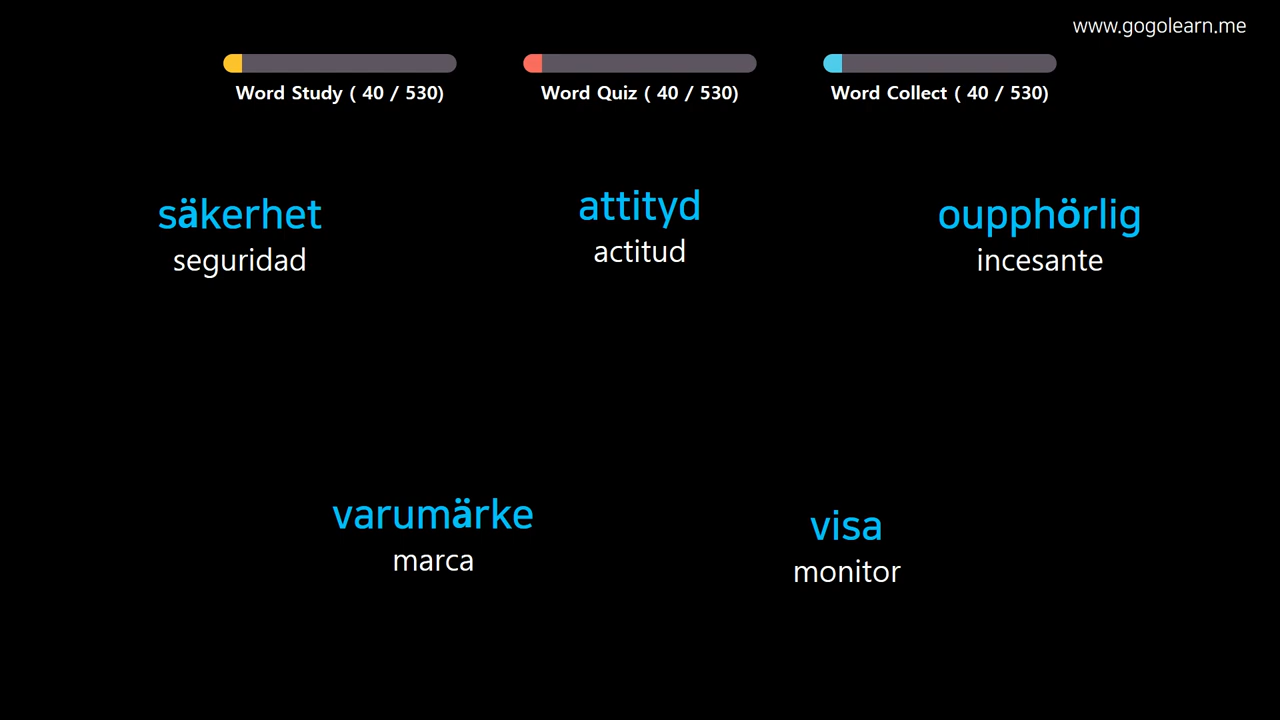 www.gogolearn.me
Word Study ( 40 / 530)
Word Quiz ( 40 / 530)
Word Collect ( 40 / 530)
säkerhet
seguridad
attityd
actitud
oupphörlig
incesante
varumärke
marca
visa
monitor